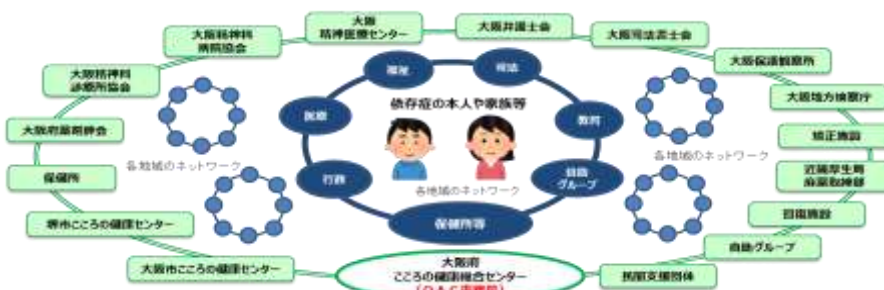 大阪
精神医療センター
大阪弁護士会
大阪司法書士会
大阪精神科
病院協会
大阪保護観察所
大阪精神科
診療所協会
大阪地方検察庁
大阪府薬剤師会
矯正施設
保健所
近畿厚生局
麻薬取締部
堺市こころの健康センター
回復施設
大阪市こころの健康センター
自助グループ
民間支援団体
大阪府
こころの健康総合センター
福祉
司法
医療
教育
行政
自助
グループ
保健所等
依存症の本人や家族等
各地域のネットワーク
各地域のネットワーク
各地域のネットワーク